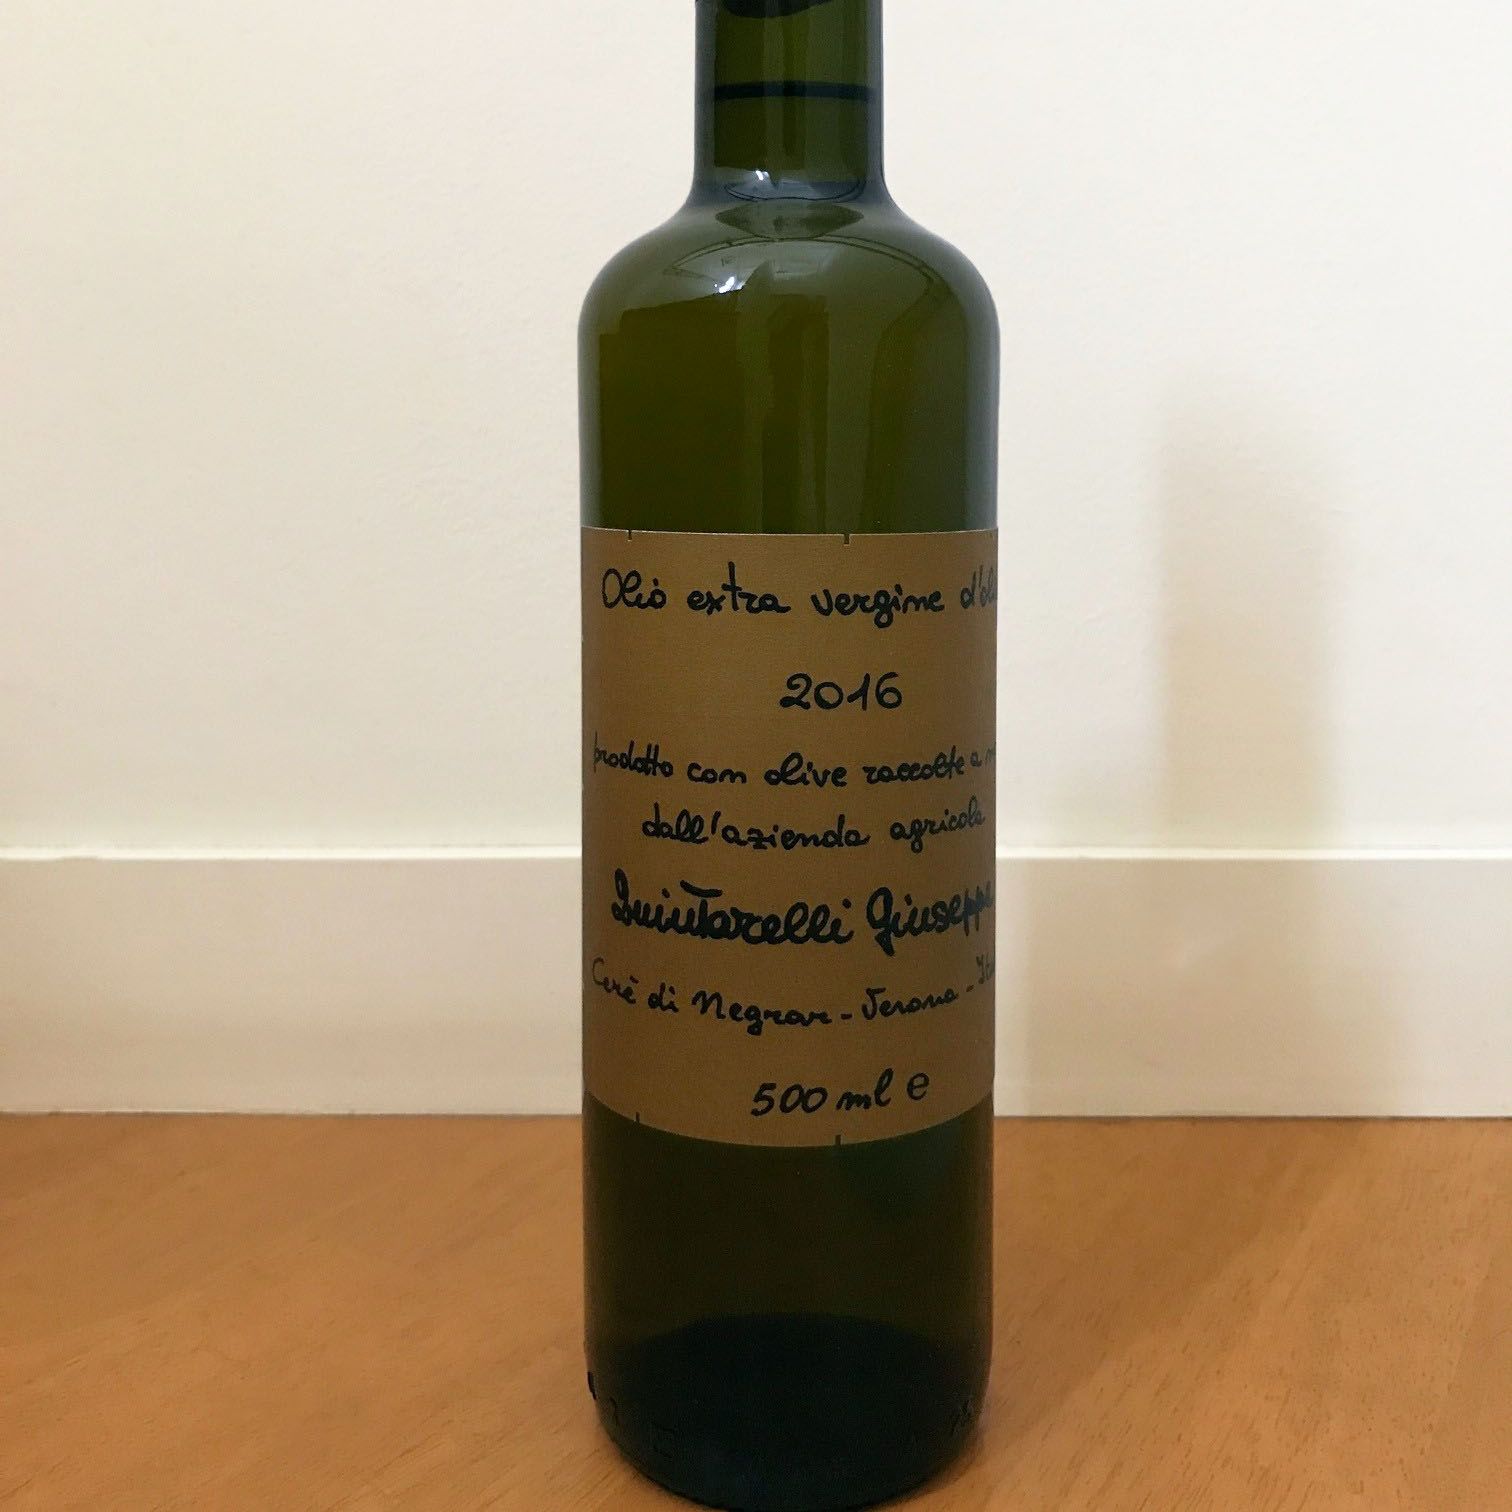 Olio extra vergine d'oli
2016
prodotto con olive raccolte a m
dall'azienda agricola
Quintarelli Giuseppe
Cerè di Negrar - Verona - Ita
500 ml e